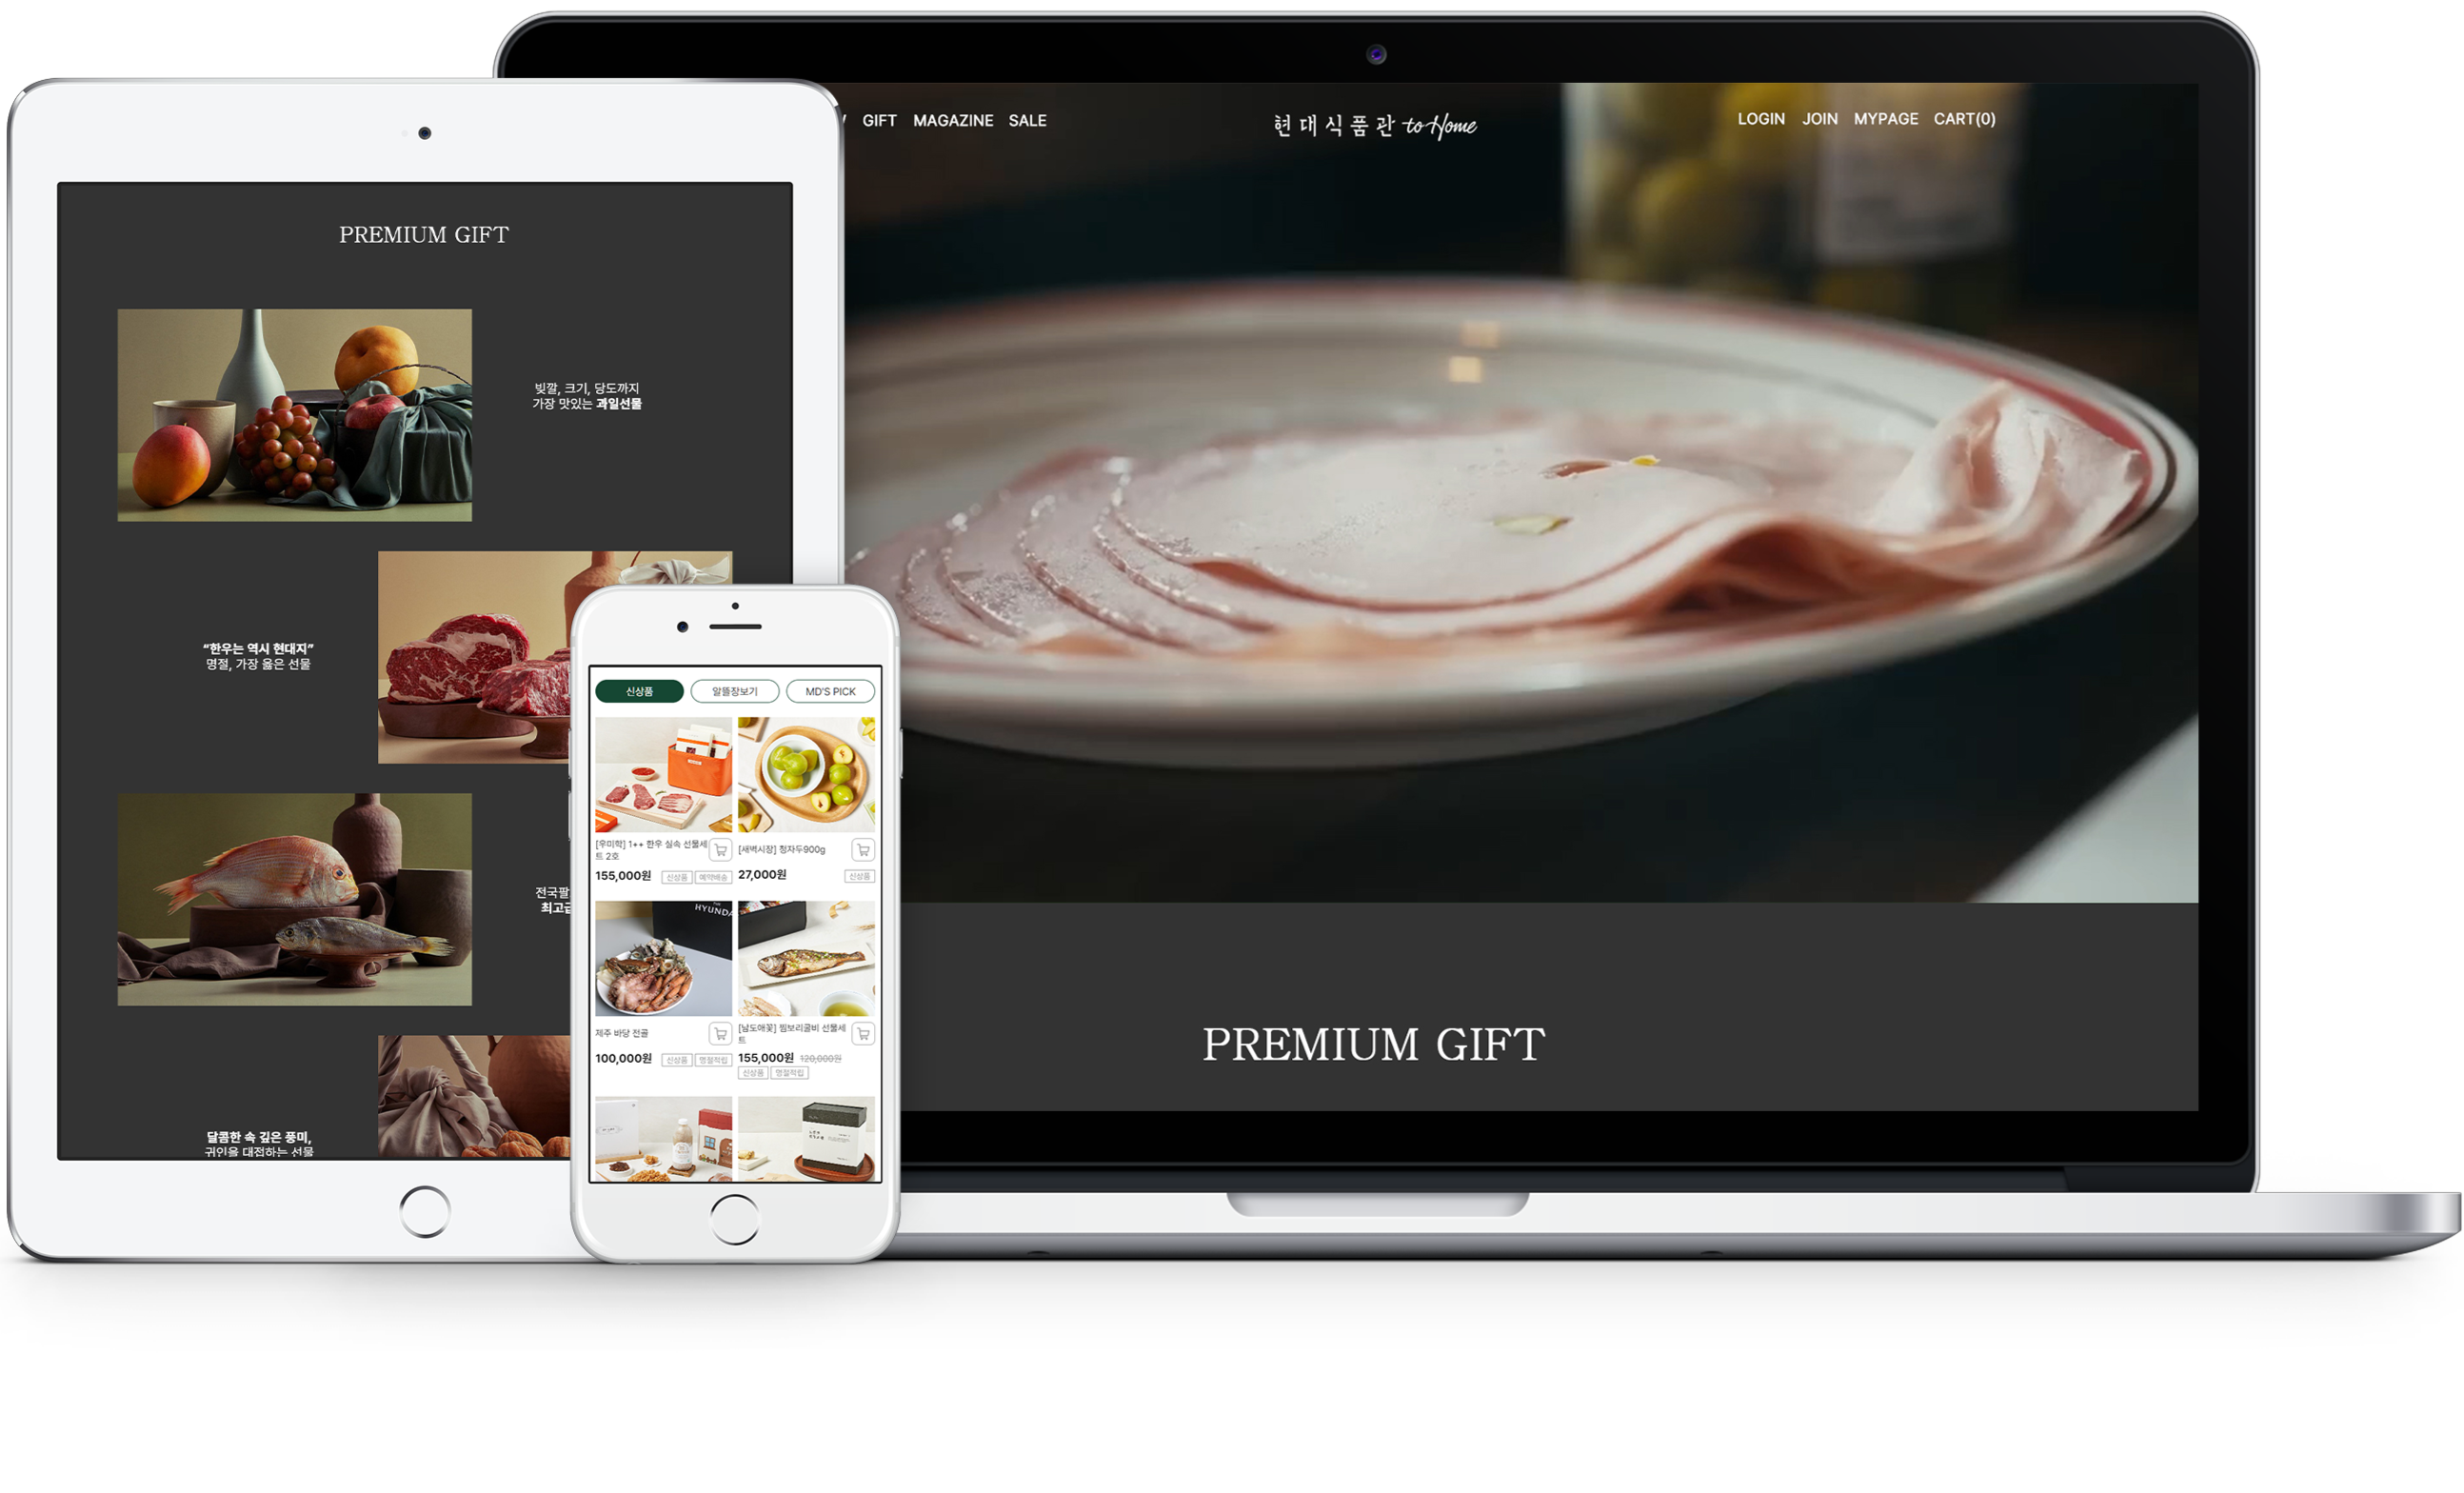 GIFT MAGAZINE SALE
현대식품관 to Home
LOGIN JOIN MYPAGE CART(0)
PREMIUM GIFT
PREMIUM GIFT
빛깔, 크기, 당도까지
가장 맛있는 과일선물
“한우는 역시 현대지”
명절, 가장 옳은 선물
전국팔
최고급
달콤한 속 깊은 풍미,
귀인을 대접하는 선물
신상품 알뜰장보기 MD'S PICK
[우미학] 1++ 한우 실속 선물세
트 2호
155,000원 신상품 예약배송
[새벽시장] 청자두900g
27,000원 신상품
HYUNDA
제주 바당 전골
100,000원 신상품 명절적립
[남도애꽃] 찜보리굴비 선물세
트
155,000원 120,000원
신상품 명절적립